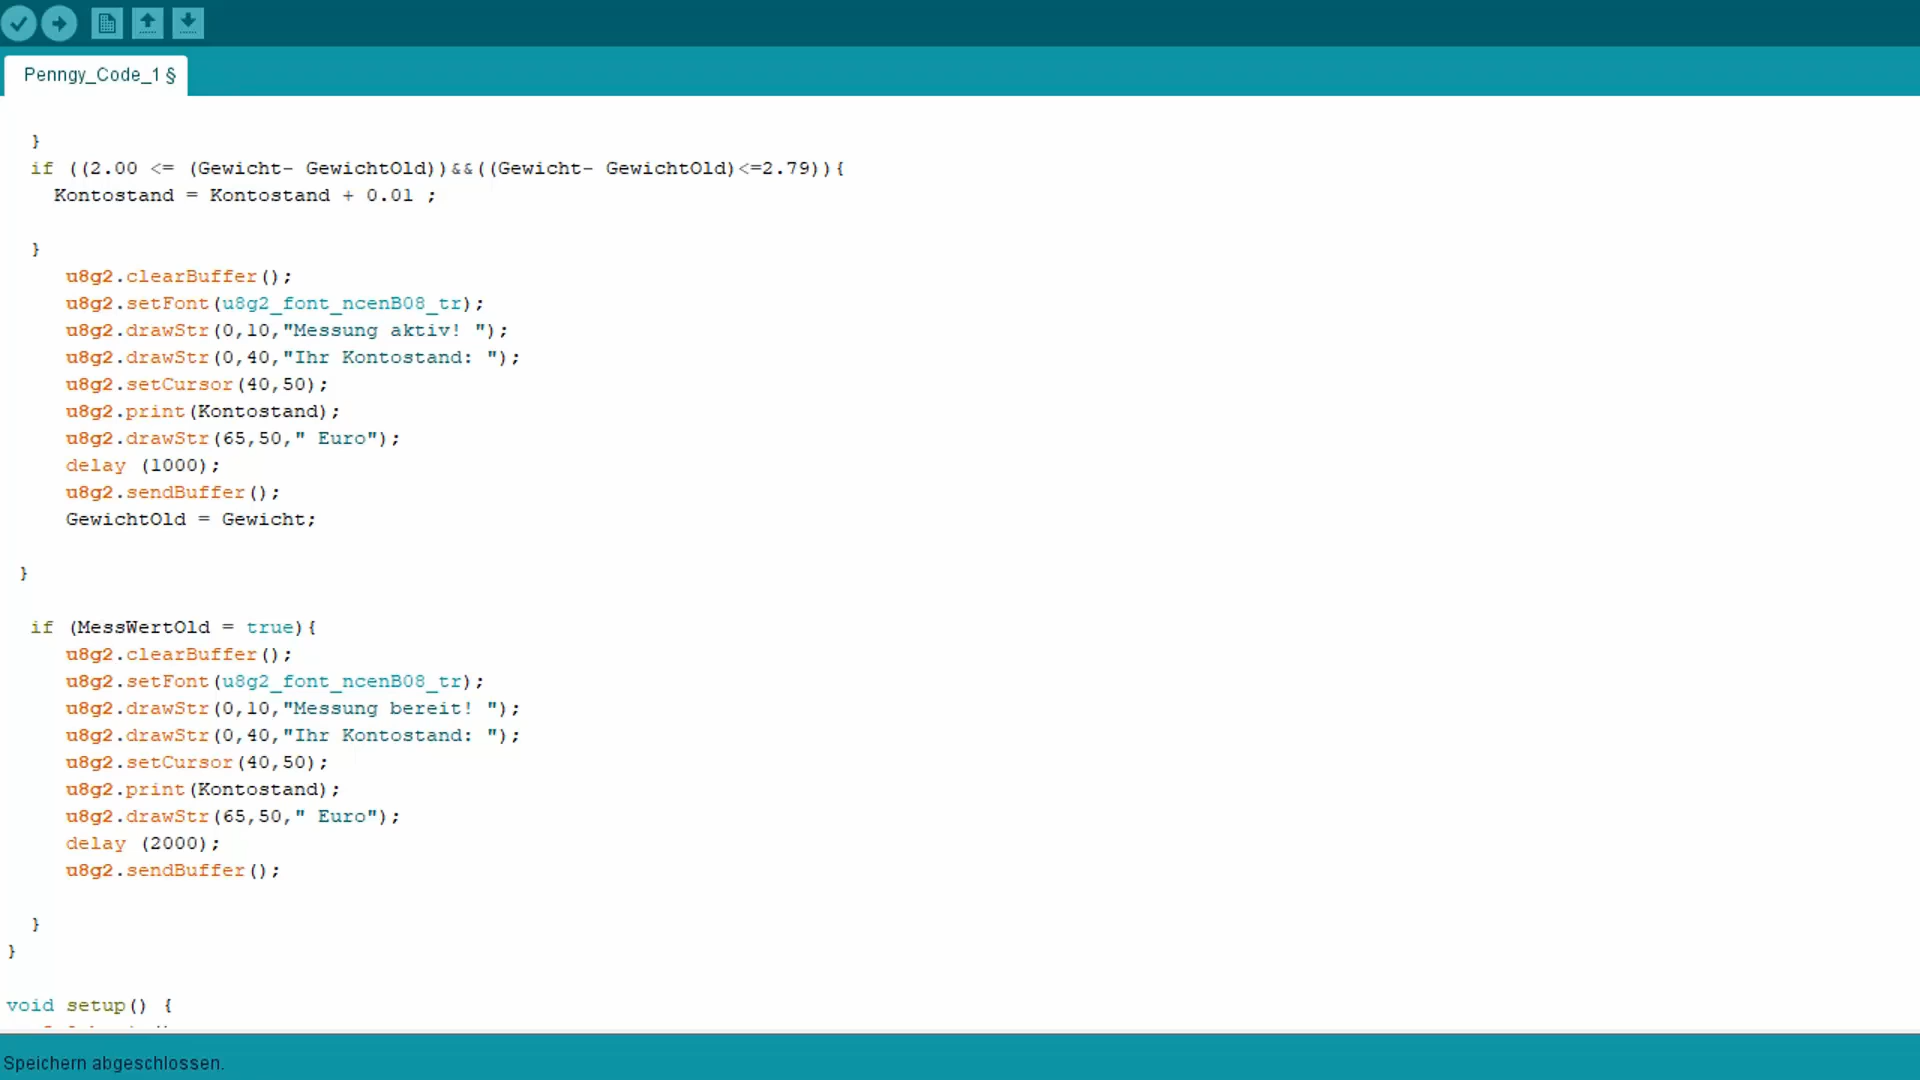 Penngy_Code_1 §
}
if ((2.00 <= (Gewicht- GewichtOld))&&((Gewicht- GewichtOld)<=2.79)){
Kontostand = Kontostand + 0.01 ;
}
u8g2.clearBuffer();
u8g2.setFont(u8g2_font_ncenB08_tr);
u8g2.drawStr(0,10,"Messung aktiv! ");
u8g2.drawStr(0,40,"Ihr Kontostand: ");
u8g2.setCursor(40,50);
u8g2.print(Kontostand);
u8g2.drawStr(65,50," Euro");
delay (1000);
u8g2.sendBuffer();
GewichtOld = Gewicht;
}
if (MessWertOld = true){
u8g2.clearBuffer();
u8g2.setFont(u8g2_font_ncenB08_tr);
u8g2.drawStr(0,10,"Messung bereit! ");
u8g2.drawStr(0,40,"Ihr Kontostand: ");
u8g2.setCursor(40,50);
u8g2.print(Kontostand);
u8g2.drawStr(65,50," Euro");
delay (2000);
u8g2.sendBuffer();
}
}
void setup() {
Speichern abgeschlossen.